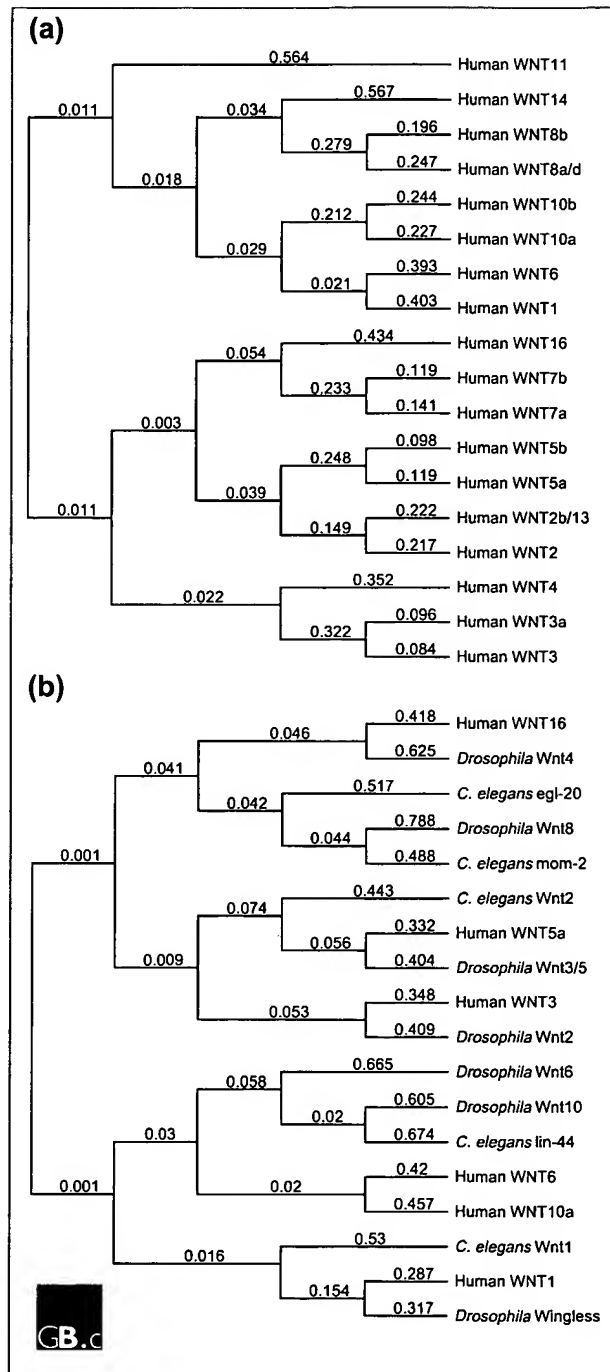 (a)
0.564
Human WNT11
0.567
Human WNT14
0.011
0.034
0.196
Human WNT8b
0.279
0.247
Human WNT8a/d
0.018
0.244
Human WNT10b
0.212
0.227
Human WNT10a
0.029
0.393
Human WNT6
0.021
0.403
Human WNT1
0.434
Human WNT16
0.054
0.119
Human WNT7b
0.233
0.141
Human WNT7a
0.003
0.098
Human WNT5b
0.248
0.119
Human WNT5a
0.039
0.222
Human WNT2b/13
0.011
0.149
0.217
Human WNT2
0.352
Human WNT4
0.022
0.096
Human WNT3a
0.322
0.084
Human WNT3
(b)
0.418
Human WNT16
0.046
0.625
Drosophila Wnt4
0.041
0.517
C. elegans egl-20
0.042
0.788
Drosophila Wnt8
0.044
0.488
C. elegans mom-2
0.001
0.443
C. elegans Wnt2
0.074
0.332
Human WNT5a
0.056
0.404
Drosophila Wnt3/5
0.009
0.348
Human WNT3
0.053
0.409
Drosophila Wnt2
0.665
Drosophila Wnt6
0.058
0.605
Drosophila Wnt10
0.02
0.674
C. elegans lin-44
0.03
0.42
Human WNT6
0.02
0.457
Human WNT10a
0.001
0.53
C. elegans Wnt1
0.016
0.287
Human WNT1
0.154
0.317
Drosophila Wingless
GB.c